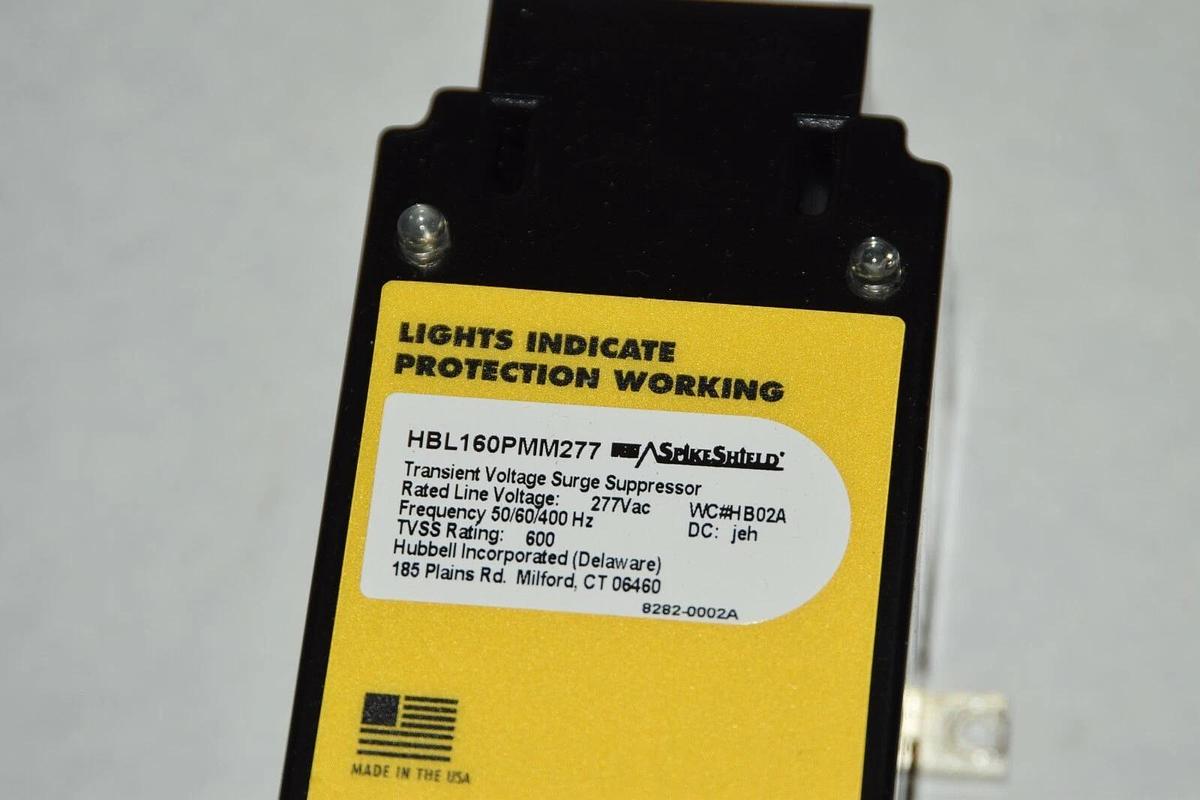 LIGHTS INDICATE
PROTECTION WORKING
HBL160PMM277 SPIKESHIELD
Transient Voltage Surge Suppressor
Rated Line Voltage: 277Vac WC#HB02A
Frequency 50/60/400 Hz DC: jeh
TVSS Rating: 600
Hubbell Incorporated (Delaware)
185 Plains Rd. Milford, CT 06460
8282-0002A
MADE IN THE USA